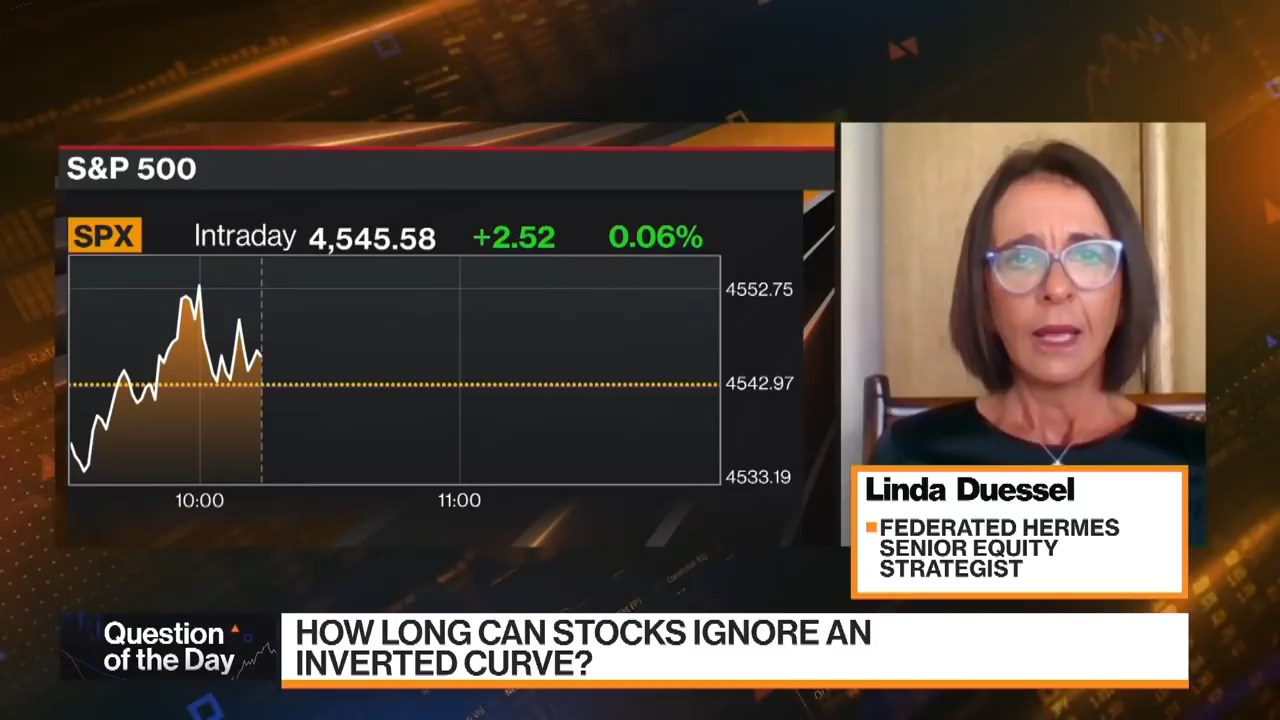 S&P 500
SPX Intraday 4,545.58 +2.52 0.06%
4552.75
4542.97
4533.19
10:00 11:00
Linda Duessel
FEDERATED HERMES
SENIOR EQUITY
STRATEGIST
Question
of the Day
HOW LONG CAN STOCKS IGNORE AN
INVERTED CURVE?